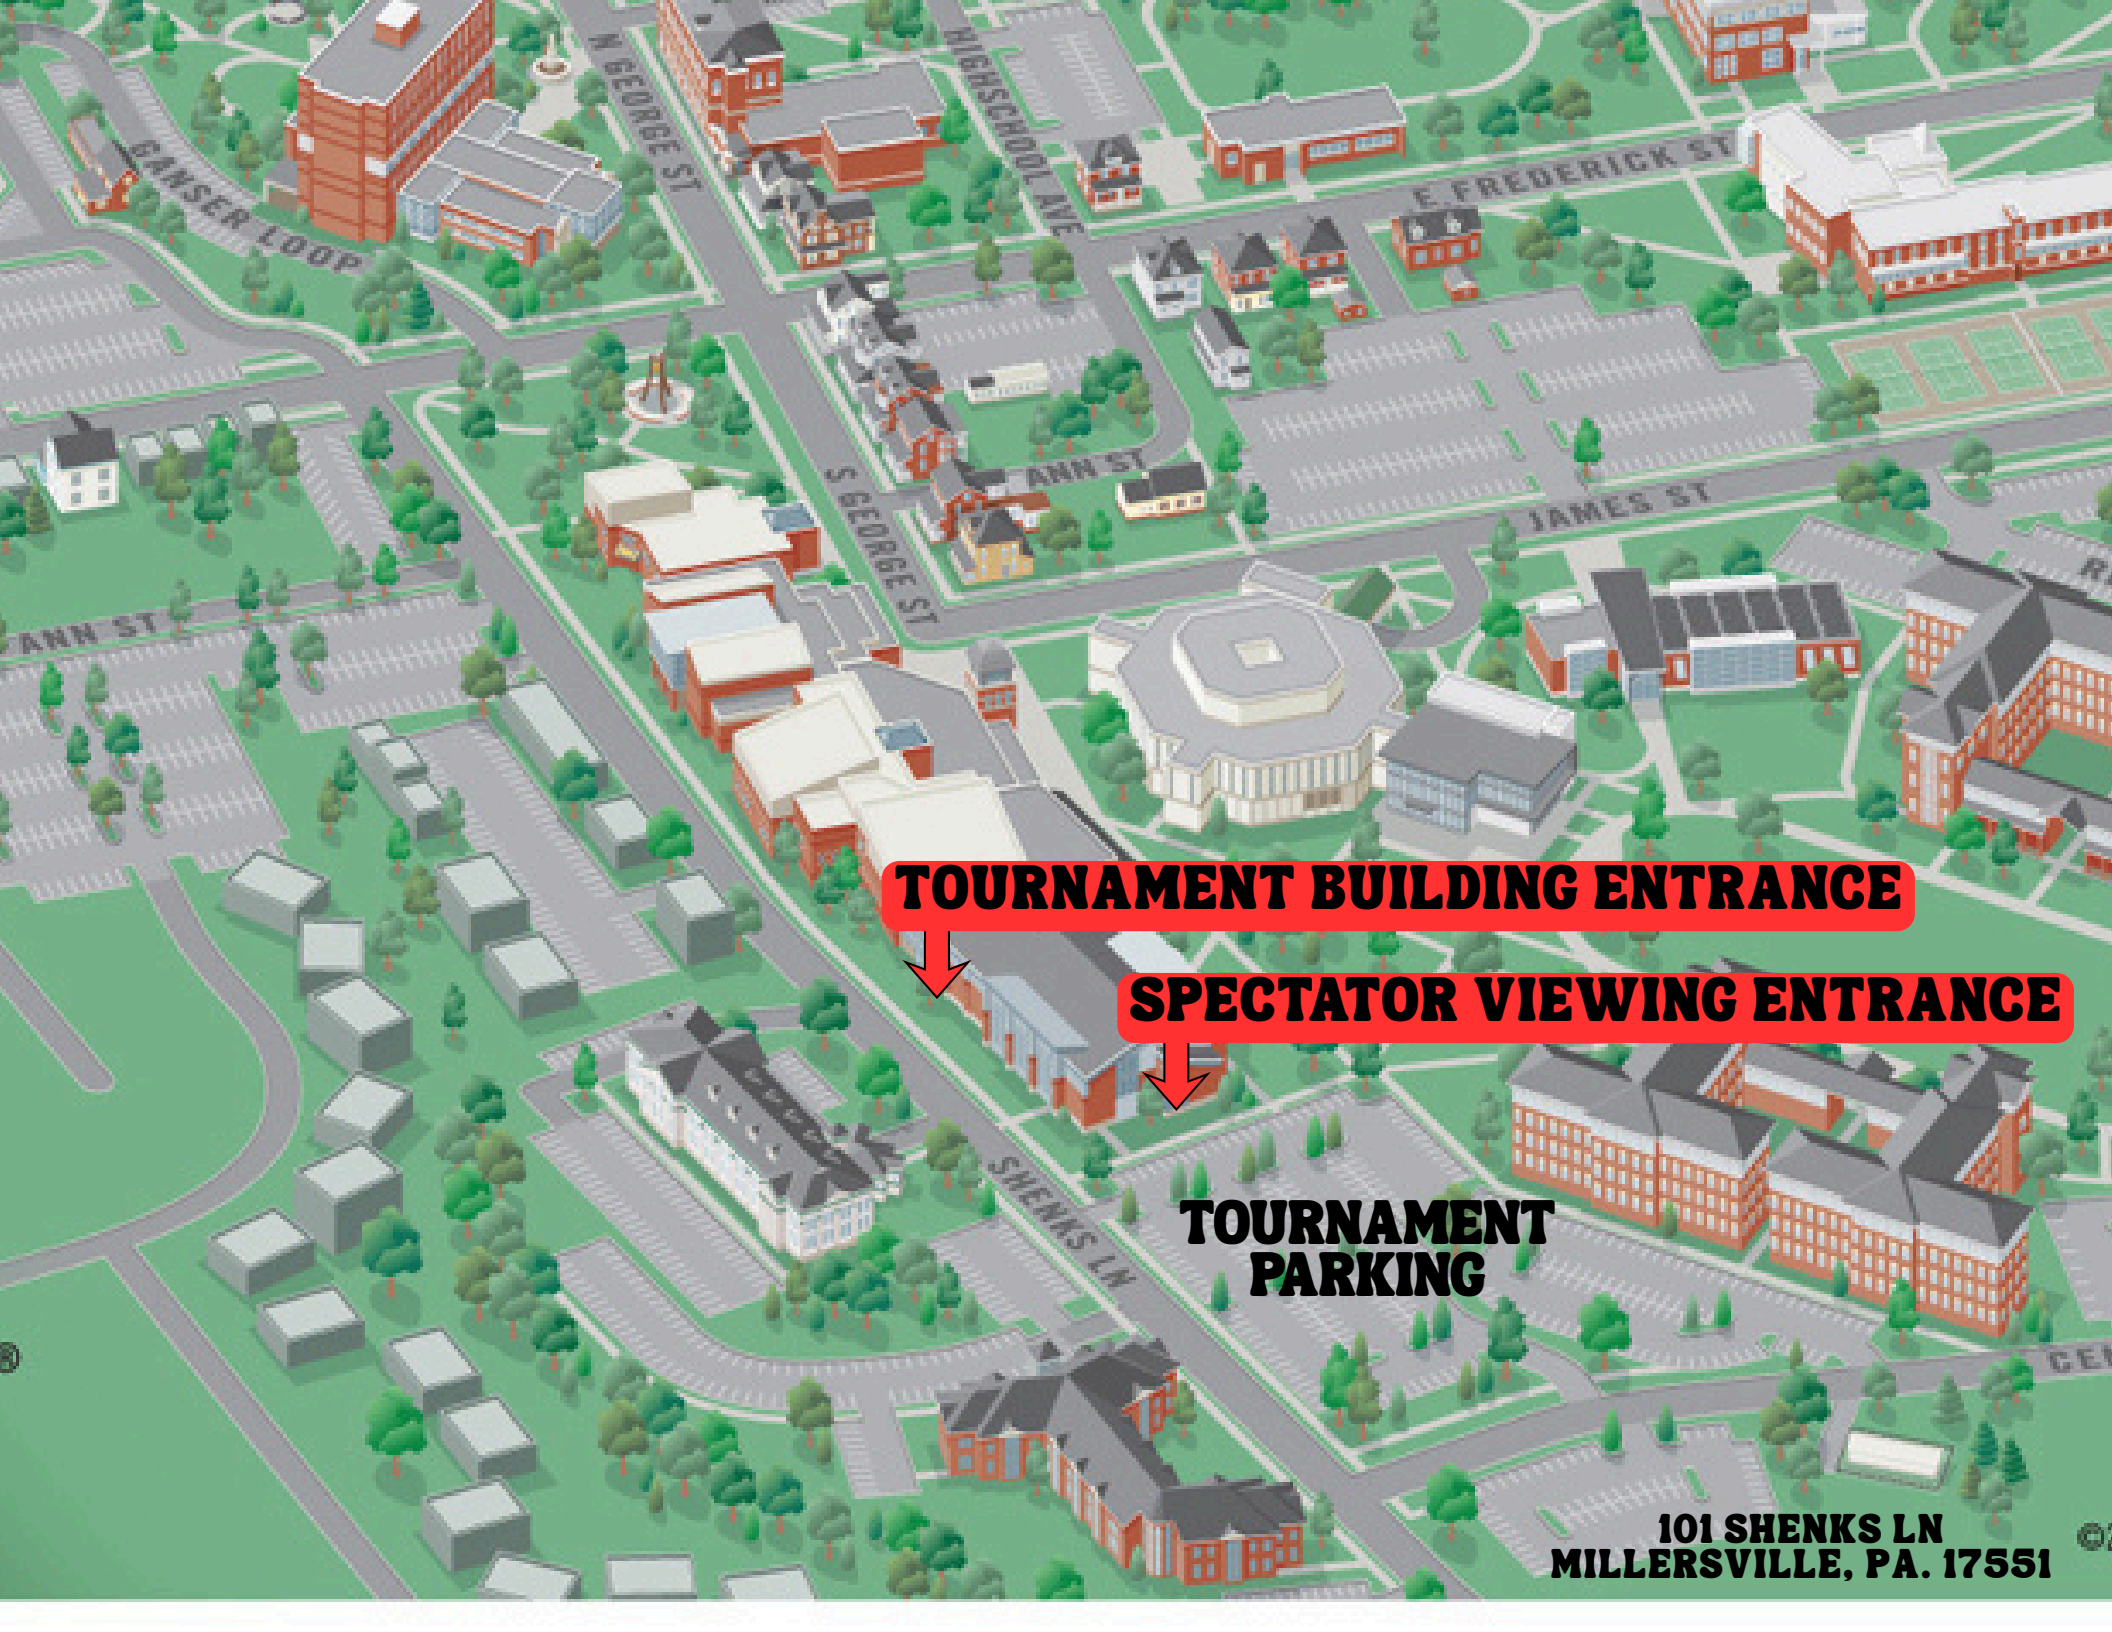 N GEORGE ST
HIGHSCHOOL AVE
GANSER LOOP
E. FREDERICK ST
ANN ST
S GEORGE ST
JAMES ST
ANN ST
TOURNAMENT BUILDING ENTRANCE
SPECTATOR VIEWING ENTRANCE
SHENKS LN
TOURNAMENT
PARKING
®
101 SHENKS LN
MILLERSVILLE, PA. 17551
©